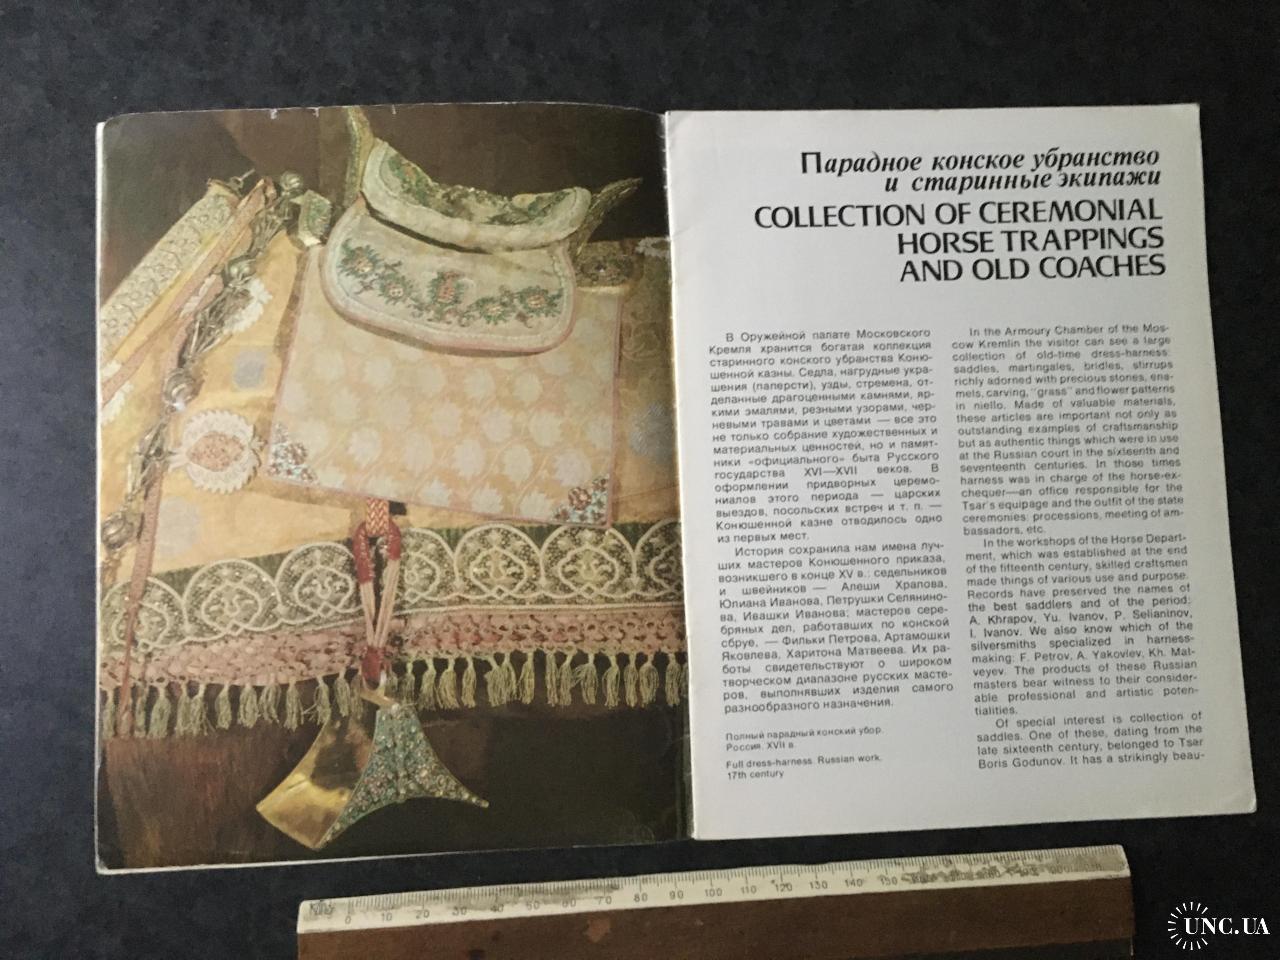 Парадное конское убранство
и старинные экипажи
COLLECTION OF CEREMONIAL
HORSE TRAPPINGS
AND OLD COACHES
В Оружейной палате Московского
Кремля хранится богатая коллекция
старинного конского убранства Коню-
шенной казны. Седла, нагрудные укра-
шения (паперсти), узды, стремена, от-
деланные драгоценными камнями, яр-
кими эмалями, резными узорами, чер-
невыми травами и цветами — все это
не только собрание художественных и
материальных ценностей, но и памят-
ники «официального» быта Русского
государства XVI—XVII веков. В
оформлении придворных церемо-
ниалов этого периода — царских
выездов, посольских встреч и т. п. —
Конюшенной казне отводилось одно
из первых мест.
История сохранила нам имена луч-
ших мастеров Конюшенного приказа,
возникшего в конце XV в.: седельников
и швейников — Алеши Храпова,
Юлиана Иванова, Петрушки Селянино-
ва, Ивашки Иванова; мастеров сере-
бряных дел, работавших по конской
сбруе, — Фильки Петрова, Артамошки
Яковлева, Харитона Матвеева. Их ра-
боты свидетельствуют о широком
творческом диапазоне русских масте-
ров, выполнявших изделия самого
разнообразного назначения.
Полный парадный конский убор.
Россия. XVII в.
Full dress-harness. Russian work.
17th century
In the Armoury Chamber of the Mos-
cow Kremlin the visitor can see a large
collection of old-time dress-harness:
saddles, martingales, bridles, stirrups
richly adorned with precious stones, ena-
mels, carving, "grass" and flower patterns
in niello. Made of valuable materials,
these articles are important not only as
outstanding examples of craftsmanship
but as authentic things which were in use
at the Russian court in the sixteenth and
seventeenth centuries. In those times
harness was in charge of the horse-ex-
chequer—an office responsible for the
Tsar's equipage and the outfit of the state
ceremonies: processions, meeting of am-
bassadors, etc.
In the workshops of the Horse Depart-
ment, which was established at the end
of the fifteenth century, skilled craftsmen
made things of various use and purpose.
Records have preserved the names of
the best saddlers and of the period:
A. Khrapov, Yu. Ivanov, P. Selianinov,
I. Ivanov. We also know which of the
silversmiths specialized in harness-
making: F. Petrov, A. Yakovlev, Kh. Mat-
veyev. The products of these Russian
masters bear witness to their consider-
able professional and artistic poten-
tialities.
Of special interest is collection of
saddles. One of these, dating from the
late sixteenth century, belonged to Tsar
Boris Godunov. It has a strikingly beau-
0 10 20 30 40 50 60 70 80 90 100 110 120 130 140 150
UNC.UA